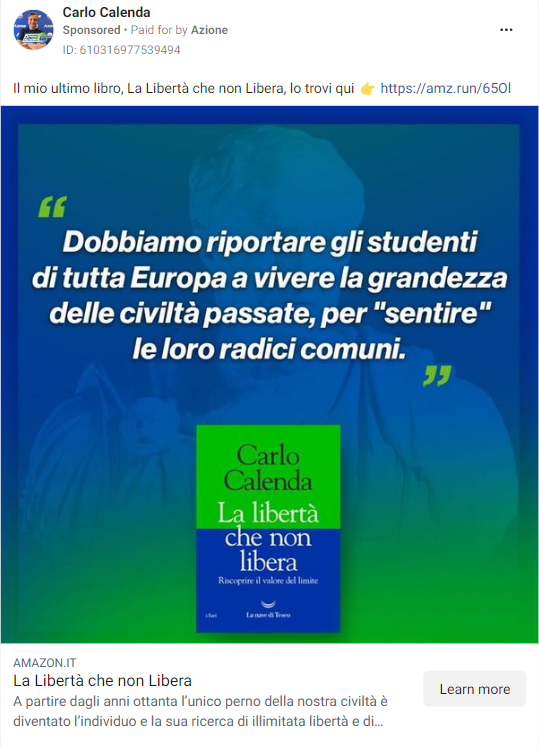 Carlo Calenda
Sponsored • Paid for by Azione
ID: 610316977539494
Il mio ultimo libro, La Libertà che non Libera, lo trovi qui 👉 https://amz.run/65Ol
“
Dobbiamo riportare gli studenti
di tutta Europa a vivere la grandezza
delle civiltà passate, per "sentire"
le loro radici comuni.
”
Carlo
Calenda
La libertà
che non
libera
Riscoprire il valore del limite
i Fari
La nave di Teseo
AMAZON.IT
La Libertà che non Libera
A partire dagli anni ottanta l’unico perno della nostra civiltà è
diventato l’individuo e la sua ricerca di illimitata libertà e di...
Learn more